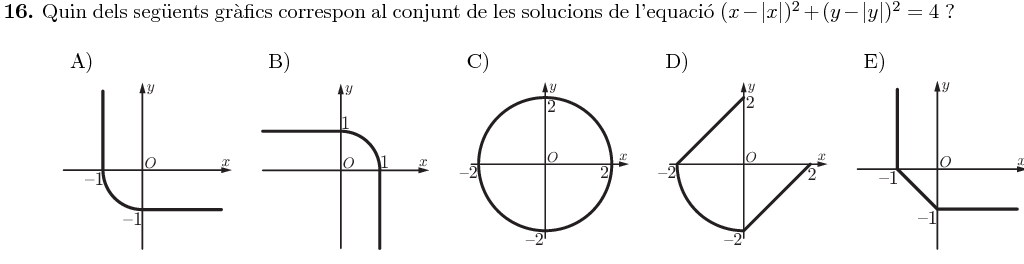 16. Quin dels següents gràfics correspon al conjunt de les solucions de l'equació (x−|x|)²+(y−|y|)² = 4 ?
A) B) C) D) E)
y O x −1 −1
y 1 O 1 x
y 2 O x −2 2 −2
y 2 O x −2 2 −2
y O x −1 −1